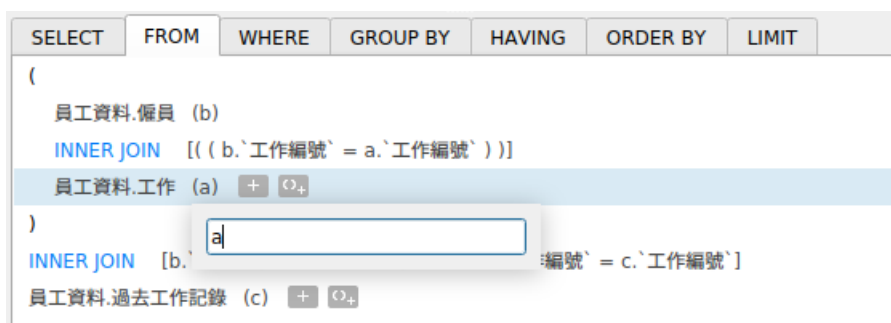 SELECT FROM WHERE GROUP BY HAVING ORDER BY LIMIT
(
員工資料.僱員 (b)
INNER JOIN [( ( b.`工作編號` = a.`工作編號` ) )]
員工資料.工作 (a) + <>+
)
a
INNER JOIN [b.` 編號` = c.`工作編號`]
員工資料.過去工作記錄 (c) + <>+